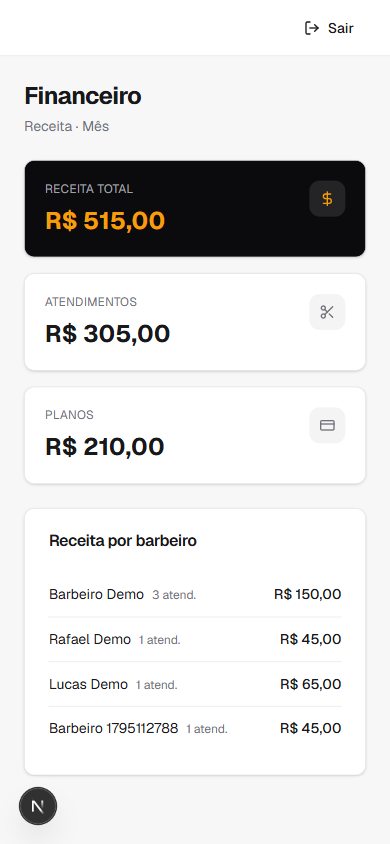 Sair
Financeiro
Receita · Mês
RECEITA TOTAL
R$ 515,00
ATENDIMENTOS
R$ 305,00
PLANOS
R$ 210,00
Receita por barbeiro
Barbeiro Demo 3 atend. R$ 150,00
Rafael Demo 1 atend. R$ 45,00
Lucas Demo 1 atend. R$ 65,00
Barbeiro 1795112788 1 atend. R$ 45,00
N